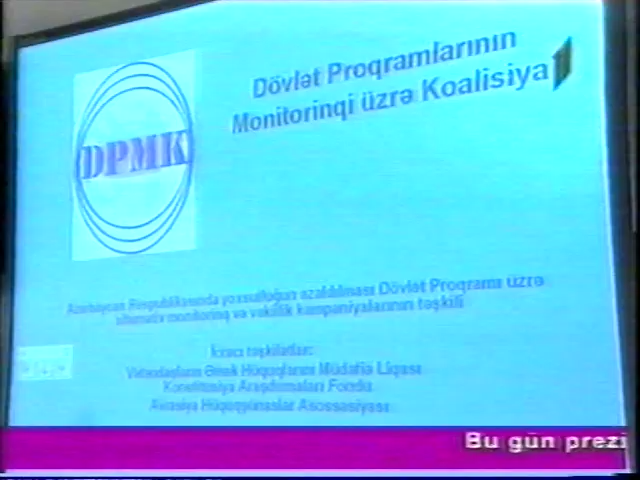 Dövlət Proqramlarının
Monitorinqi üzrə Koalisiya
DPMK
Azərbaycan Respublikasında yoxsulluğun azaldılması Dövlət Proqramı üzrə
alternativ monitorinq və vəkillik kampaniyalarının təşkili
İcraçı təşkilatlar:
Vətəndaşların Əmək Hüquqlarını Müdafiə Liqası
Konstitusiya Araşdırmaları Fondu
Avrasiya Hüquqşünaslar Assosiasiyası
Bu gün prezi